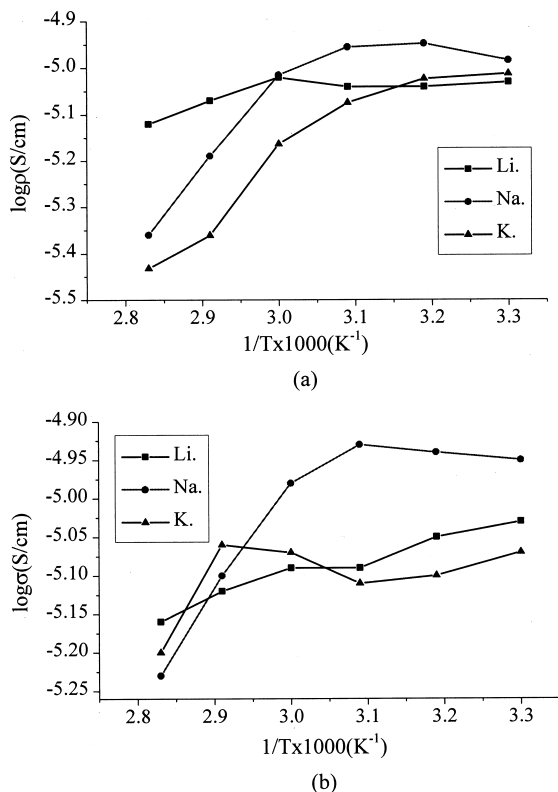 -4.9
-5.0
-5.1
-5.2
-5.3
-5.4
-5.5
logρ(S/cm)
Li.
Na.
K.
2.8 2.9 3.0 3.1 3.2 3.3
1/Tx1000(K⁻¹)
(a)
-4.90
-4.95
-5.00
-5.05
-5.10
-5.15
-5.20
-5.25
logσ(S/cm)
Li.
Na.
K.
2.8 2.9 3.0 3.1 3.2 3.3
1/Tx1000(K⁻¹)
(b)